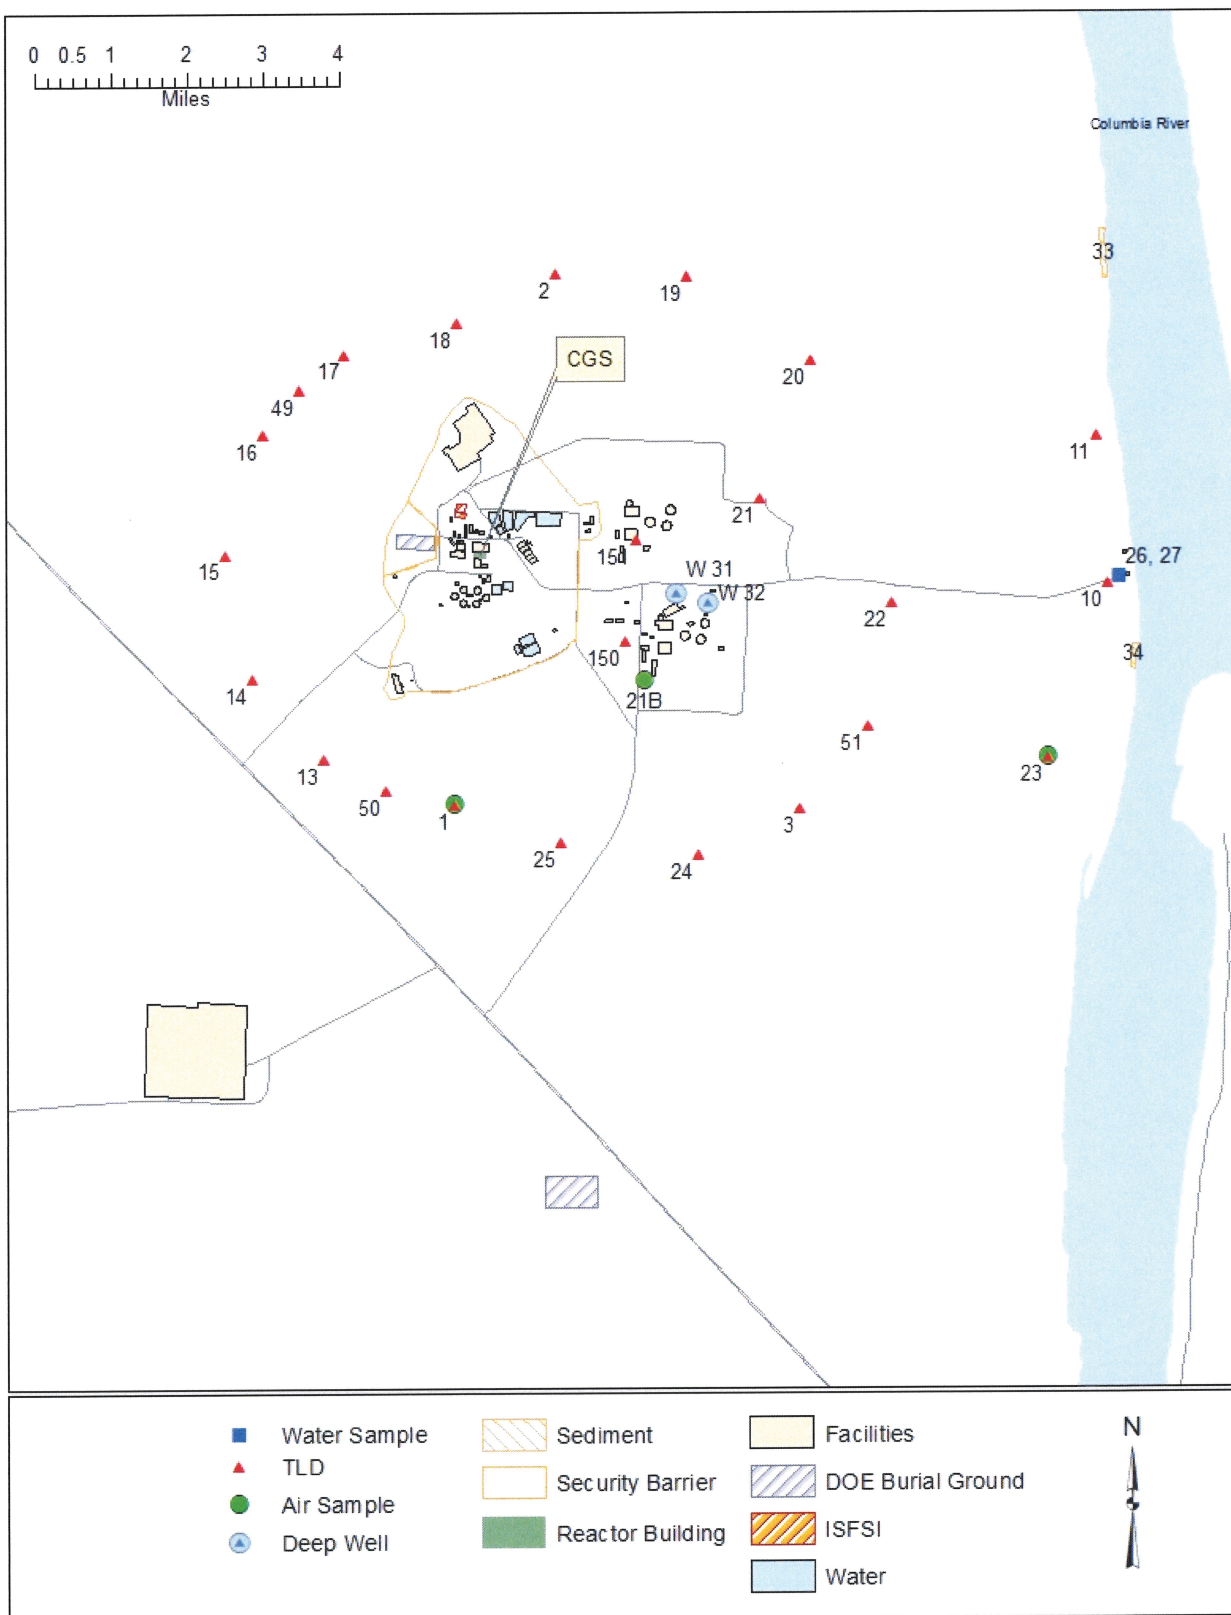 0 0.5 1 2 3 4
Miles
Columbia River
33
2
19
18
CGS
17
20
49
16
11
21
151
26, 27
15
W 31
10
W 32
22
150
34
14
21B
51
13
23
50
1
3
25
24
Water Sample
TLD
Air Sample
Deep Well
Sediment
Security Barrier
Reactor Building
Facilities
DOE Burial Ground
ISFSI
Water
N